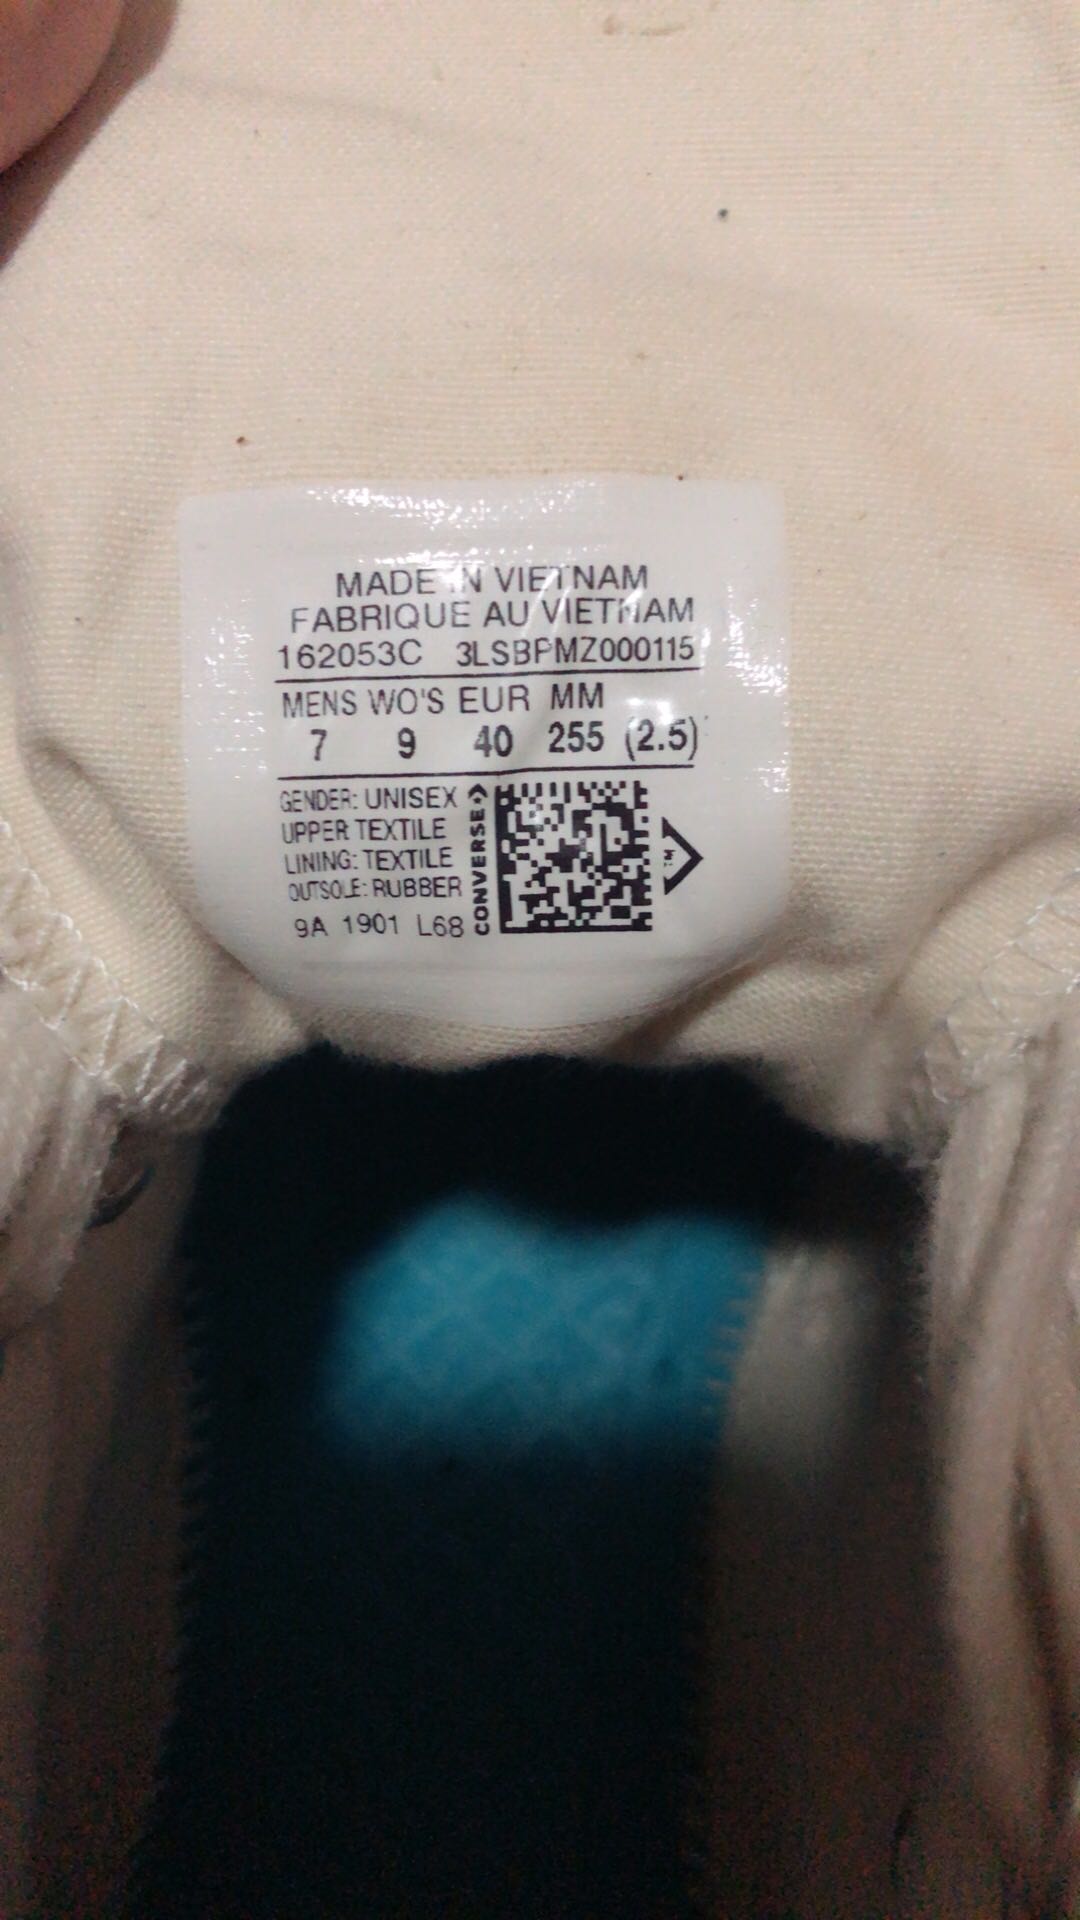 MADE IN VIETNAM
FABRIQUE AU VIETNAM
162053C 3LSBPMZ000115
MENS WO'S EUR MM
7 9 40 255 (2.5)
GENDER: UNISEX
UPPER TEXTILE
LINING: TEXTILE
OUTSOLE: RUBBER
9A 1901 L68
CONVERSE
TM